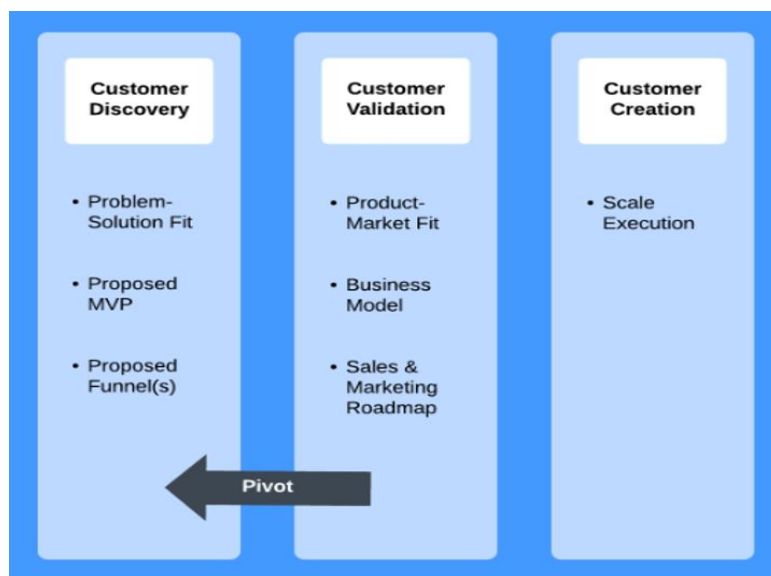 Customer
Discovery
• Problem-
Solution Fit
• Proposed
MVP
• Proposed
Funnel(s)
Customer
Validation
• Product-
Market Fit
• Business
Model
• Sales &
Marketing
Roadmap
Customer
Creation
• Scale
Execution
Pivot